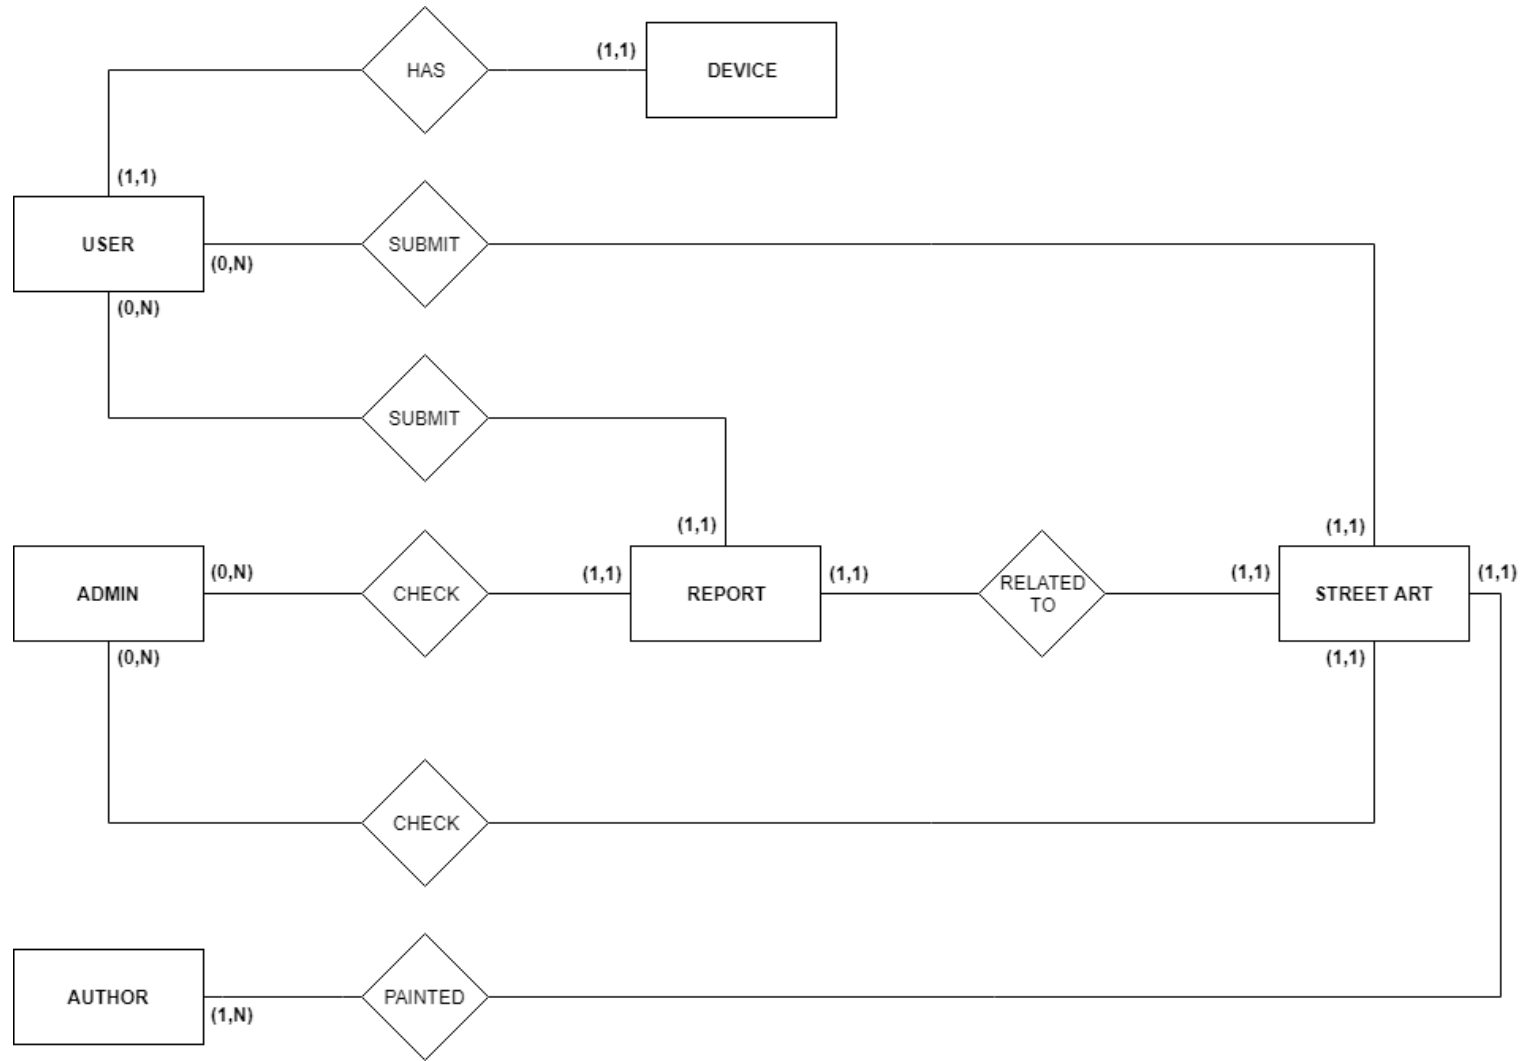 HAS
(1,1)
DEVICE
(1,1)
USER
(0,N)
SUBMIT
(0,N)
SUBMIT
(1,1)
(1,1)
ADMIN
(0,N)
CHECK
(1,1)
REPORT
(1,1)
RELATED
TO
(1,1)
STREET ART
(1,1)
(0,N)
(1,1)
CHECK
AUTHOR
(1,N)
PAINTED